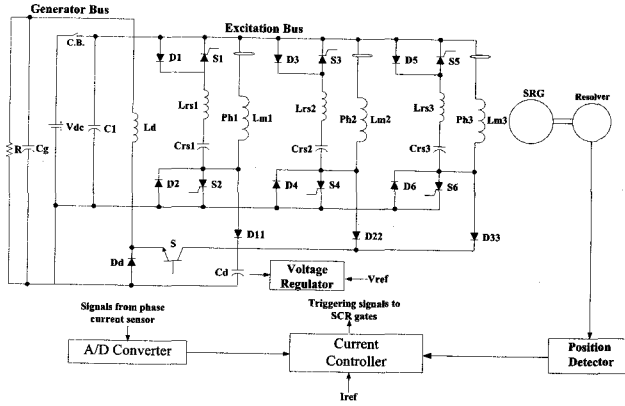 Generator Bus
Excitation Bus
C.B.
D1
S1
D3
S3
D5
S5
SRG
Resolver
Lrs1
Lrs2
Lrs3
R
Cg
Vdc
C1
Ld
Ph1
Lm1
Ph2
Lm2
Ph3
Lm3
Crs1
Crs2
Crs3
D2
S2
D4
S4
D6
S6
S
D11
D22
D33
Dd
Cd
Voltage
Regulator
Vref
Signals from phase
current sensor
Triggering signals to
SCR gates
A/D Converter
Current
Controller
Position
Detector
Iref